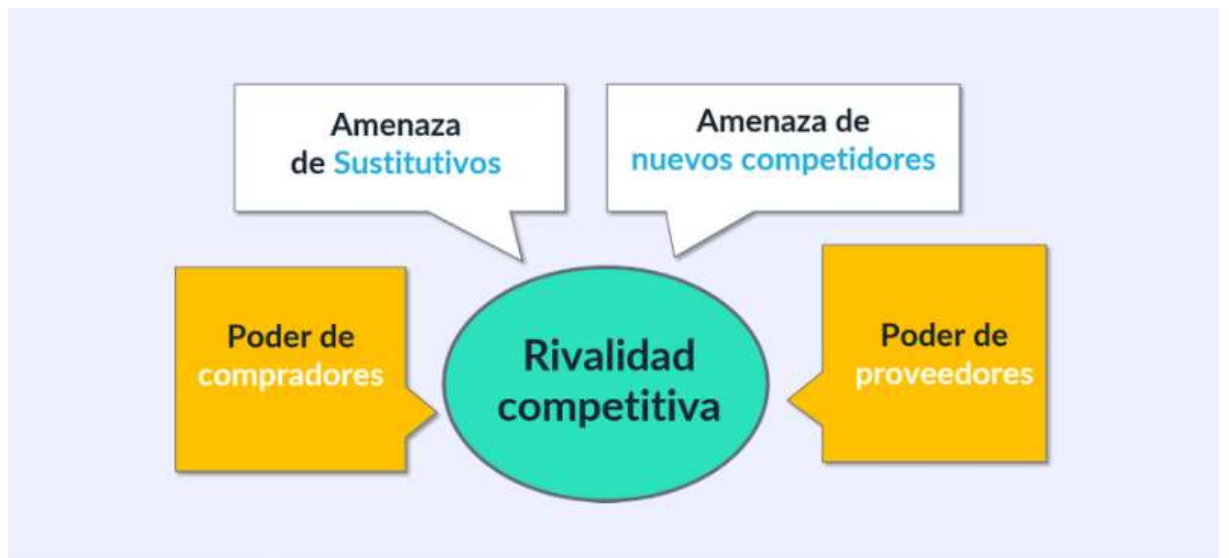 Amenaza
de Sustitutivos
Amenaza de
nuevos competidores
Poder de
compradores
Rivalidad
competitiva
Poder de
proveedores